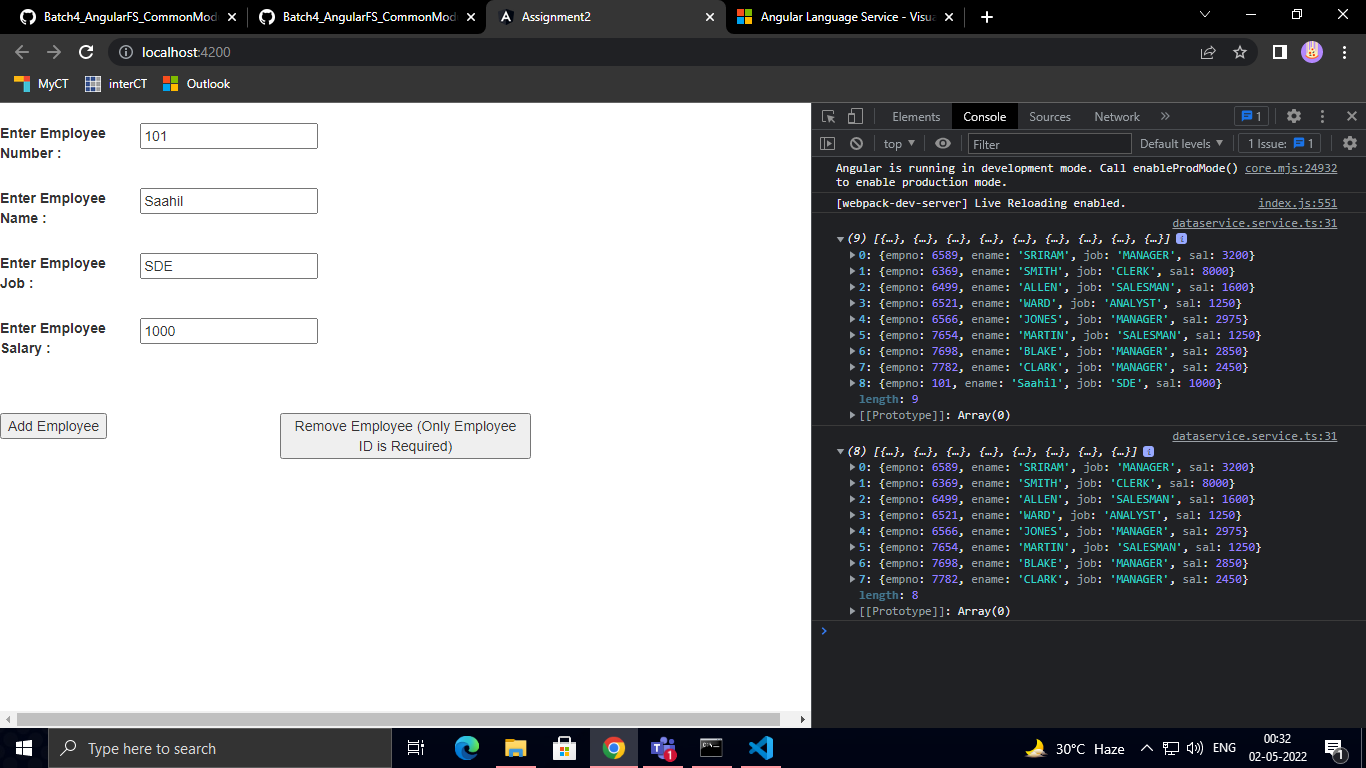 Batch4_AngularFS_CommonMod
Batch4_AngularFS_CommonMod
Assignment2
Angular Language Service - Visua
localhost:4200
MyCT
interCT
Outlook
Enter Employee
Number :
101
Enter Employee
Name :
Saahil
Enter Employee
Job :
SDE
Enter Employee
Salary :
1000
Add Employee
Remove Employee (Only Employee
ID is Required)
Elements Console Sources Network » 1
top Filter Default levels 1 Issue: 1
Angular is running in development mode. Call enableProdMode() core.mjs:24932
to enable production mode.
[webpack-dev-server] Live Reloading enabled. index.js:551
dataservice.service.ts:31
(9) [{…}, {…}, {…}, {…}, {…}, {…}, {…}, {…}, {…}]
0: {empno: 6589, ename: 'SRIRAM', job: 'MANAGER', sal: 3200}
1: {empno: 6369, ename: 'SMITH', job: 'CLERK', sal: 8000}
2: {empno: 6499, ename: 'ALLEN', job: 'SALESMAN', sal: 1600}
3: {empno: 6521, ename: 'WARD', job: 'ANALYST', sal: 1250}
4: {empno: 6566, ename: 'JONES', job: 'MANAGER', sal: 2975}
5: {empno: 7654, ename: 'MARTIN', job: 'SALESMAN', sal: 1250}
6: {empno: 7698, ename: 'BLAKE', job: 'MANAGER', sal: 2850}
7: {empno: 7782, ename: 'CLARK', job: 'MANAGER', sal: 2450}
8: {empno: 101, ename: 'Saahil', job: 'SDE', sal: 1000}
length: 9
[[Prototype]]: Array(0)
dataservice.service.ts:31
(8) [{…}, {…}, {…}, {…}, {…}, {…}, {…}, {…}]
0: {empno: 6589, ename: 'SRIRAM', job: 'MANAGER', sal: 3200}
1: {empno: 6369, ename: 'SMITH', job: 'CLERK', sal: 8000}
2: {empno: 6499, ename: 'ALLEN', job: 'SALESMAN', sal: 1600}
3: {empno: 6521, ename: 'WARD', job: 'ANALYST', sal: 1250}
4: {empno: 6566, ename: 'JONES', job: 'MANAGER', sal: 2975}
5: {empno: 7654, ename: 'MARTIN', job: 'SALESMAN', sal: 1250}
6: {empno: 7698, ename: 'BLAKE', job: 'MANAGER', sal: 2850}
7: {empno: 7782, ename: 'CLARK', job: 'MANAGER', sal: 2450}
length: 8
[[Prototype]]: Array(0)
Type here to search
1
30°C Haze
ENG
00:32
02-05-2022
1